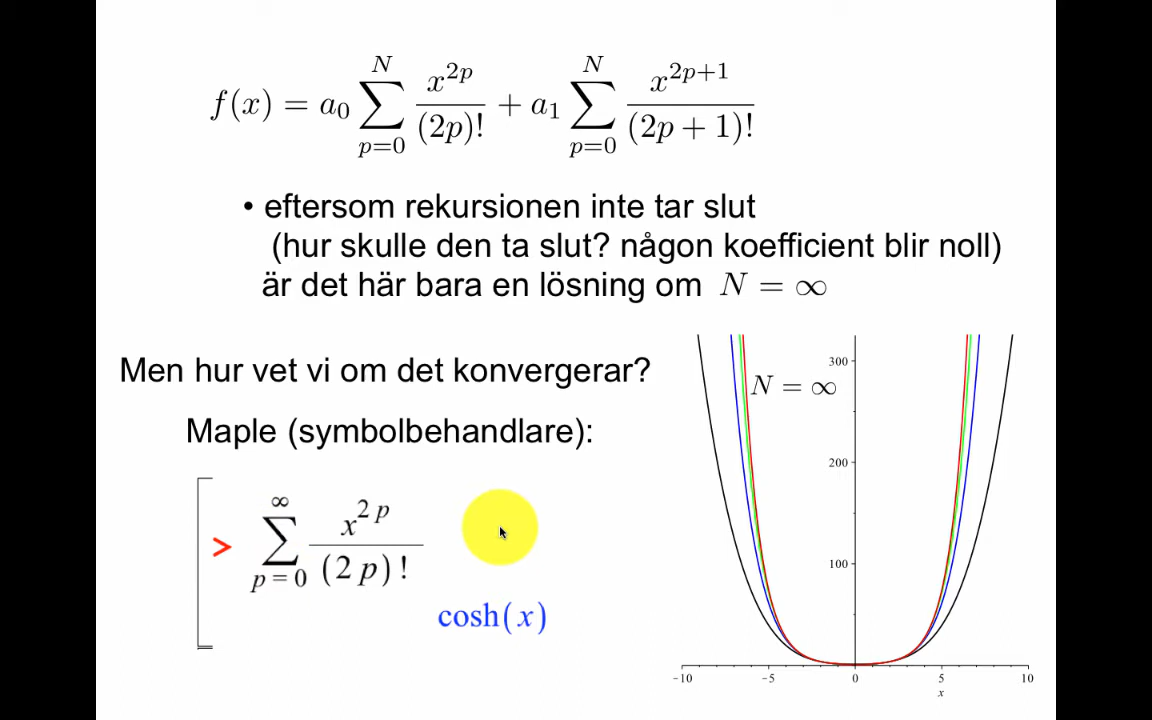 f(x) = a₀ ∑_{p=0}^{N} x^{2p}/(2p)! + a₁ ∑_{p=0}^{N} x^{2p+1}/(2p + 1)!
• eftersom rekursionen inte tar slut
(hur skulle den ta slut? någon koefficient blir noll)
är det här bara en lösning om N = ∞
Men hur vet vi om det konvergerar?
Maple (symbolbehandlare):
> ∑_{p=0}^{∞} x^{2p}/(2p)!
cosh(x)
N = ∞
300
200
100
-10 -5 0 5 10
x